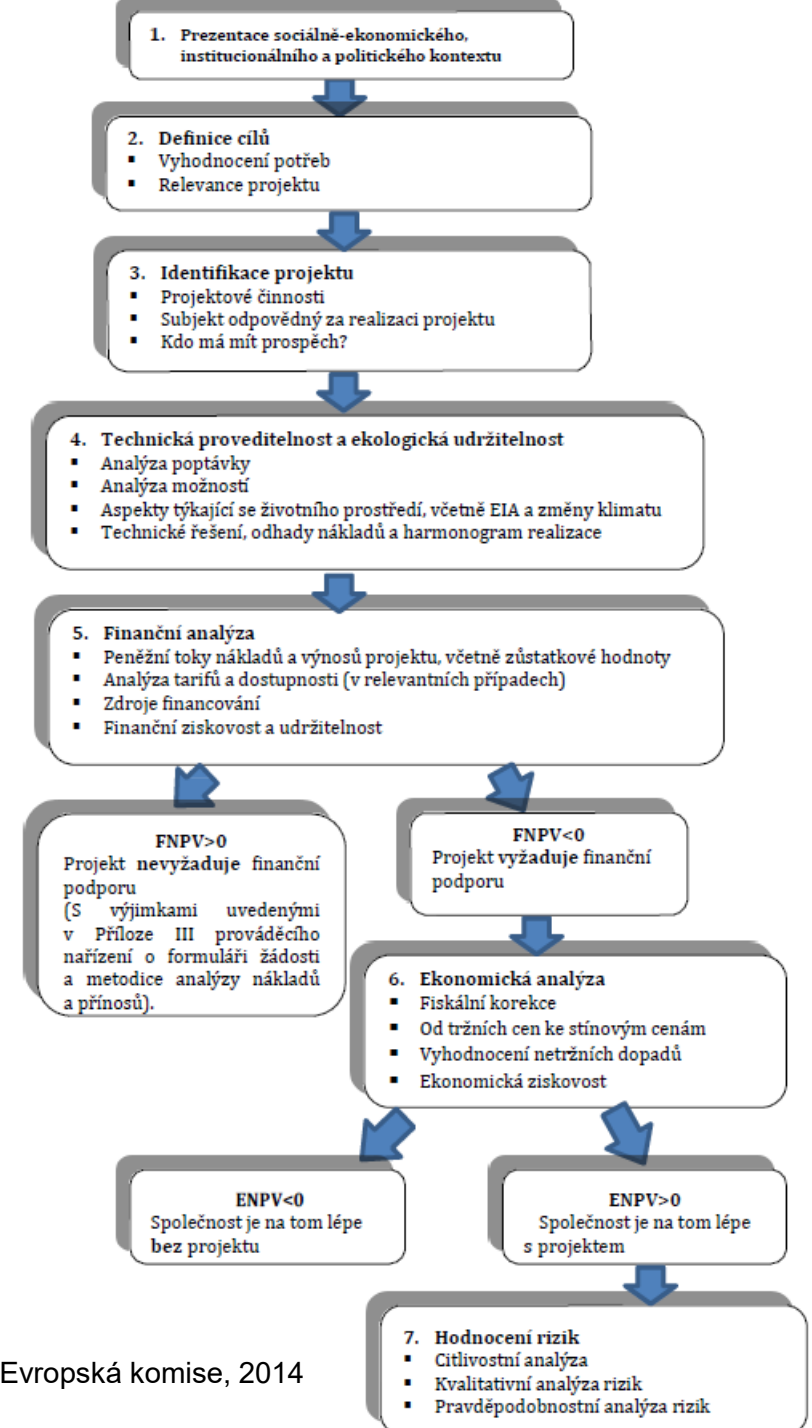 1. Prezentace sociálně-ekonomického,
institucionálního a politického kontextu
2. Definice cílů
▪ Vyhodnocení potřeb
▪ Relevance projektu
3. Identifikace projektu
▪ Projektové činnosti
▪ Subjekt odpovědný za realizaci projektu
▪ Kdo má mít prospěch?
4. Technická proveditelnost a ekologická udržitelnost
▪ Analýza poptávky
▪ Analýza možností
▪ Aspekty týkající se životního prostředí, včetně EIA a změny klimatu
▪ Technické řešení, odhady nákladů a harmonogram realizace
5. Finanční analýza
▪ Peněžní toky nákladů a výnosů projektu, včetně zůstatkové hodnoty
▪ Analýza tarifů a dostupnosti (v relevantních případech)
▪ Zdroje financování
▪ Finanční ziskovost a udržitelnost
FNPV>0
Projekt nevyžaduje finanční
podporu
(S výjimkami uvedenými
v Příloze III prováděcího
nařízení o formuláři žádosti
a metodice analýzy nákladů
a přínosů).
FNPV<0
Projekt vyžaduje finanční
podporu
6. Ekonomická analýza
▪ Fiskální korekce
▪ Od tržních cen ke stínovým cenám
▪ Vyhodnocení netržních dopadů
▪ Ekonomická ziskovost
ENPV<0
Společnost je na tom lépe
bez projektu
ENPV>0
Společnost je na tom lépe
s projektem
7. Hodnocení rizik
▪ Citlivostní analýza
▪ Kvalitativní analýza rizik
▪ Pravděpodobnostní analýza rizik
Evropská komise, 2014